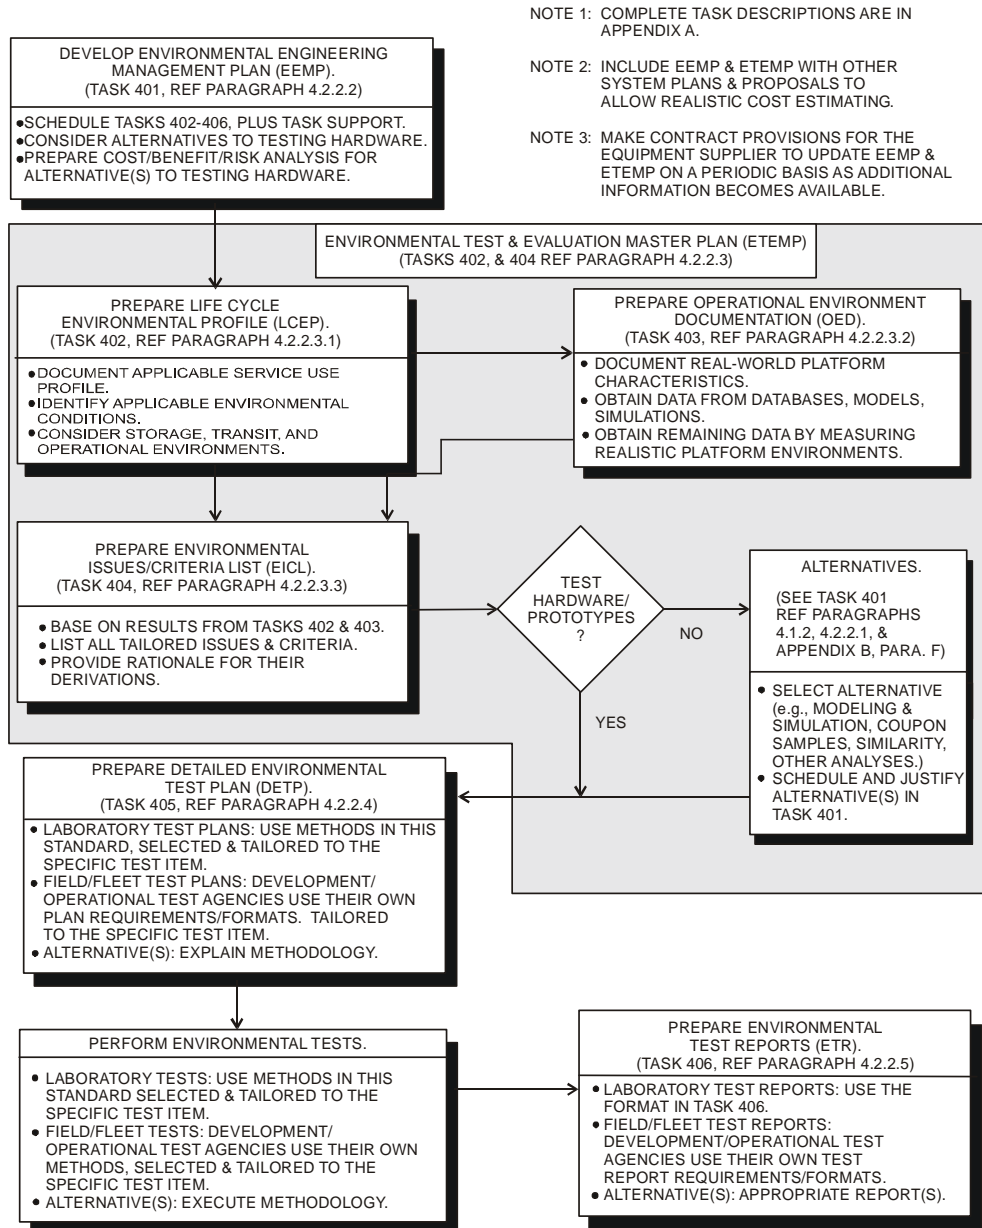 NOTE 1: COMPLETE TASK DESCRIPTIONS ARE IN
APPENDIX A.
NOTE 2: INCLUDE EEMP & ETEMP WITH OTHER
SYSTEM PLANS & PROPOSALS TO
ALLOW REALISTIC COST ESTIMATING.
NOTE 3: MAKE CONTRACT PROVISIONS FOR THE
EQUIPMENT SUPPLIER TO UPDATE EEMP &
ETEMP ON A PERIODIC BASIS AS ADDITIONAL
INFORMATION BECOMES AVAILABLE.
DEVELOP ENVIRONMENTAL ENGINEERING
MANAGEMENT PLAN (EEMP).
(TASK 401, REF PARAGRAPH 4.2.2.2)
● SCHEDULE TASKS 402-406, PLUS TASK SUPPORT.
● CONSIDER ALTERNATIVES TO TESTING HARDWARE.
● PREPARE COST/BENEFIT/RISK ANALYSIS FOR
ALTERNATIVE(S) TO TESTING HARDWARE.
ENVIRONMENTAL TEST & EVALUATION MASTER PLAN (ETEMP)
(TASKS 402, & 404 REF PARAGRAPH 4.2.2.3)
PREPARE LIFE CYCLE
ENVIRONMENTAL PROFILE (LCEP).
(TASK 402, REF PARAGRAPH 4.2.2.3.1)
● DOCUMENT APPLICABLE SERVICE USE
PROFILE.
● IDENTIFY APPLICABLE ENVIRONMENTAL
CONDITIONS.
● CONSIDER STORAGE, TRANSIT, AND
OPERATIONAL ENVIRONMENTS.
PREPARE OPERATIONAL ENVIRONMENT
DOCUMENTATION (OED).
(TASK 403, REF PARAGRAPH 4.2.2.3.2)
● DOCUMENT REAL-WORLD PLATFORM
CHARACTERISTICS.
● OBTAIN DATA FROM DATABASES, MODELS,
SIMULATIONS.
● OBTAIN REMAINING DATA BY MEASURING
REALISTIC PLATFORM ENVIRONMENTS.
PREPARE ENVIRONMENTAL
ISSUES/CRITERIA LIST (EICL).
(TASK 404, REF PARAGRAPH 4.2.2.3.3)
● BASE ON RESULTS FROM TASKS 402 & 403.
● LIST ALL TAILORED ISSUES & CRITERIA.
● PROVIDE RATIONALE FOR THEIR
DERIVATIONS.
TEST
HARDWARE/
PROTOTYPES
?
NO
YES
ALTERNATIVES.
(SEE TASK 401
REF PARAGRAPHS
4.1.2, 4.2.2.1, &
APPENDIX B, PARA. F)
● SELECT ALTERNATIVE
(e.g., MODELING &
SIMULATION, COUPON
SAMPLES, SIMILARITY,
OTHER ANALYSES.)
● SCHEDULE AND JUSTIFY
ALTERNATIVE(S) IN
TASK 401.
PREPARE DETAILED ENVIRONMENTAL
TEST PLAN (DETP).
(TASK 405, REF PARAGRAPH 4.2.2.4)
● LABORATORY TEST PLANS: USE METHODS IN THIS
STANDARD, SELECTED & TAILORED TO THE
SPECIFIC TEST ITEM.
● FIELD/FLEET TEST PLANS: DEVELOPMENT/
OPERATIONAL TEST AGENCIES USE THEIR OWN
PLAN REQUIREMENTS/FORMATS. TAILORED
TO THE SPECIFIC TEST ITEM.
● ALTERNATIVE(S): EXPLAIN METHODOLOGY.
PERFORM ENVIRONMENTAL TESTS.
● LABORATORY TESTS: USE METHODS IN THIS
STANDARD SELECTED & TAILORED TO THE
SPECIFIC TEST ITEM.
● FIELD/FLEET TESTS: DEVELOPMENT/
OPERATIONAL TEST AGENCIES USE THEIR OWN
METHODS, SELECTED & TAILORED TO THE
SPECIFIC TEST ITEM.
● ALTERNATIVE(S): EXECUTE METHODOLOGY.
PREPARE ENVIRONMENTAL
TEST REPORTS (ETR).
(TASK 406, REF PARAGRAPH 4.2.2.5)
● LABORATORY TEST REPORTS: USE THE
FORMAT IN TASK 406.
● FIELD/FLEET TEST REPORTS:
DEVELOPMENT/OPERATIONAL TEST
AGENCIES USE THEIR OWN TEST
REPORT REQUIREMENTS/FORMATS.
● ALTERNATIVE(S): APPROPRIATE REPORT(S).